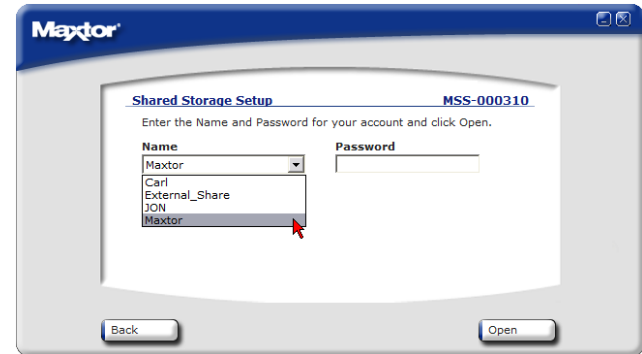 Maxtor
Shared Storage Setup MSS-000310
Enter the Name and Password for your account and click Open.
Name Password
Maxtor
Carl
External_Share
JON
Maxtor
Back Open